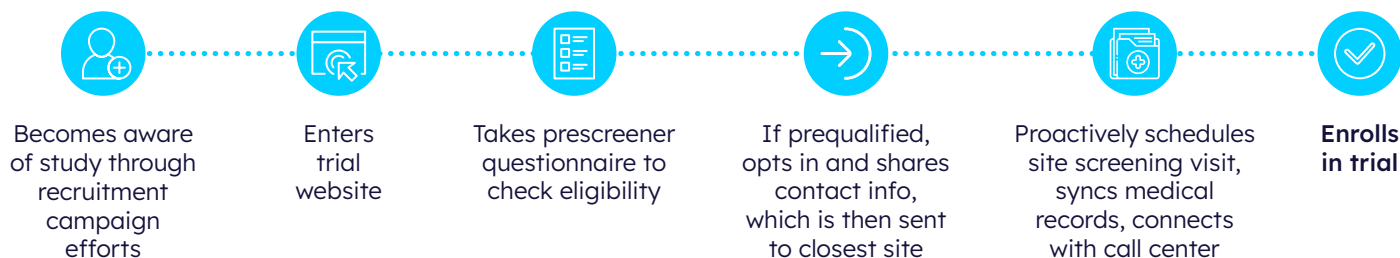 Becomes aware
of study through
recruitment
campaign
efforts
Enters
trial
website
Takes prescreener
questionnaire to
check eligibility
If prequalified,
opts in and shares
contact info,
which is then sent
to closest site
Proactively schedules
site screening visit,
syncs medical
records, connects
with call center
Enrolls
in trial